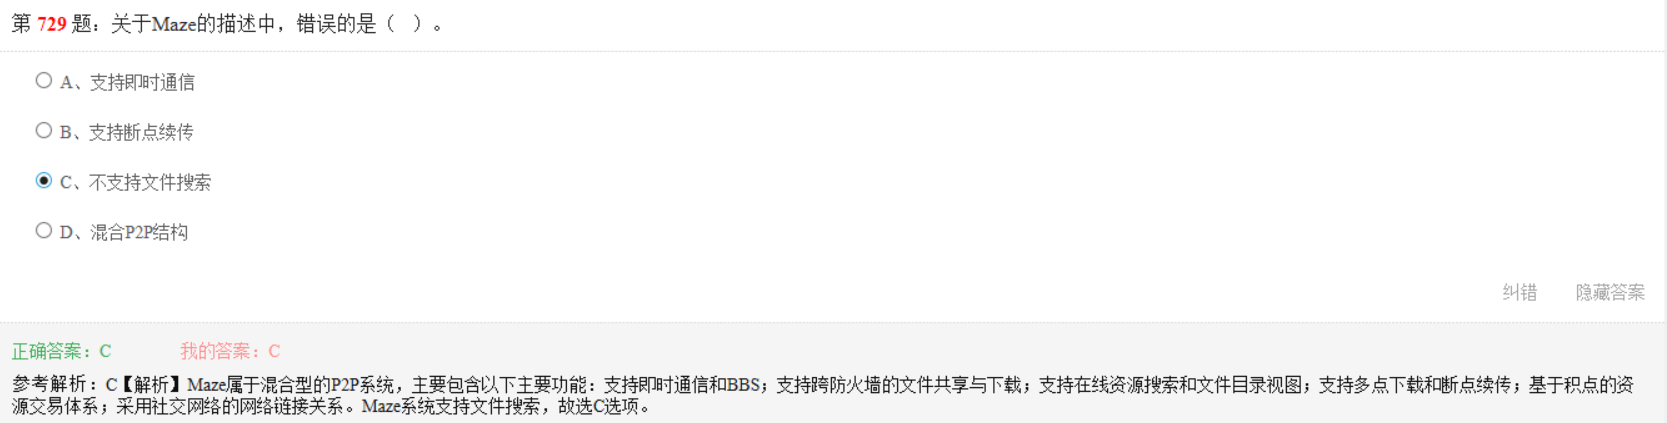 第 729 题：关于Maze的描述中，错误的是（ ）。
A、支持即时通信
B、支持断点续传
C、不支持文件搜索
D、混合P2P结构
纠错 隐藏答案
正确答案：C 我的答案：C
参考解析：C【解析】Maze属于混合型的P2P系统，主要包含以下主要功能：支持即时通信和BBS；支持跨防火墙的文件共享与下载；支持在线资源搜索和文件目录视图；支持多点下载和断点续传；基于积点的资
源交易体系；采用社交网络的网络链接关系。Maze系统支持文件搜索，故选C选项。